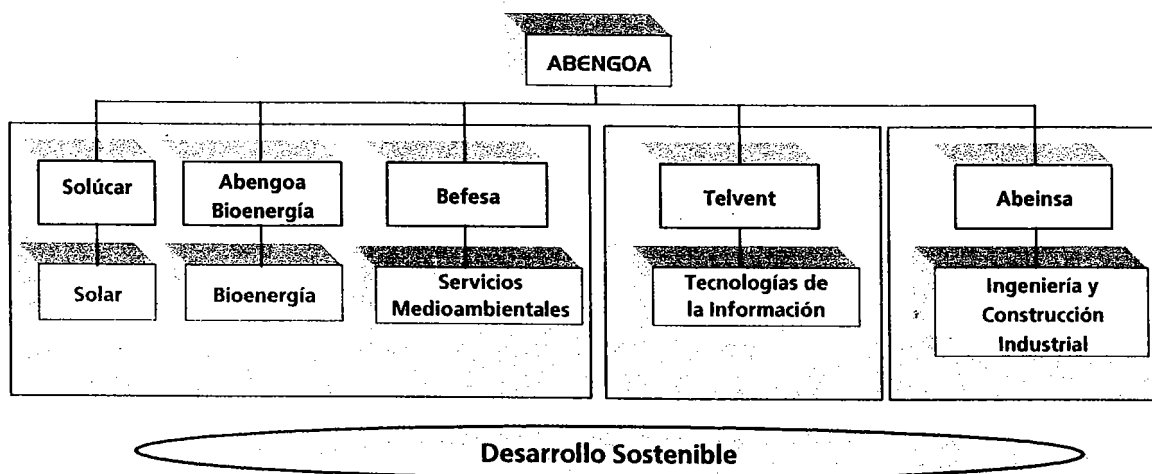 ABENGOA
Solúcar
Abengoa
Bioenergía
Befesa
Telvent
Abeinsa
Solar
Bioenergía
Servicios
Medioambientales
Tecnologías de
la Información
Ingeniería y
Construcción
Industrial
Desarrollo Sostenible